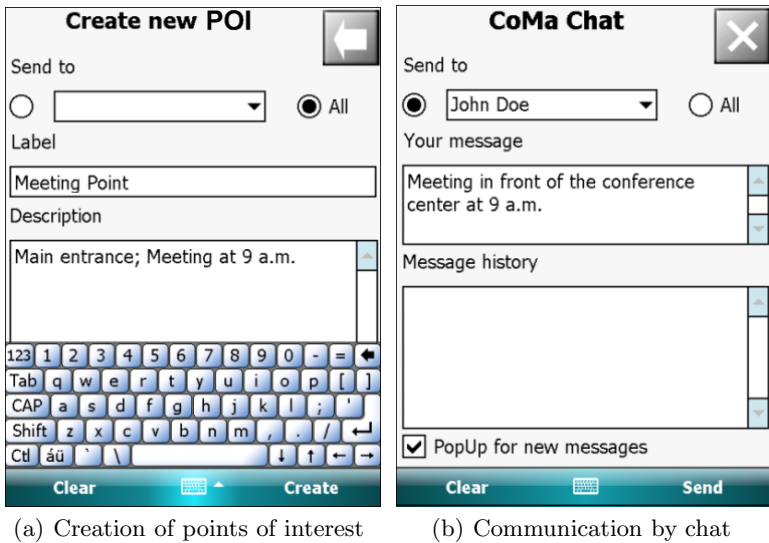 Create new POI
Send to
All
Label
Meeting Point
Description
Main entrance; Meeting at 9 a.m.
123 1 2 3 4 5 6 7 8 9 0 - = 🡄
Tab q w e r t y u i o p [ ]
CAP a s d f g h j k l ; '
Shift z x c v b n m , . / ↵
Ctl áü ` \ ↓ ↑ ← →
Clear Create
(a) Creation of points of interest
CoMa Chat
Send to
John Doe All
Your message
Meeting in front of the conference
center at 9 a.m.
Message history
PopUp for new messages
Clear Send
(b) Communication by chat